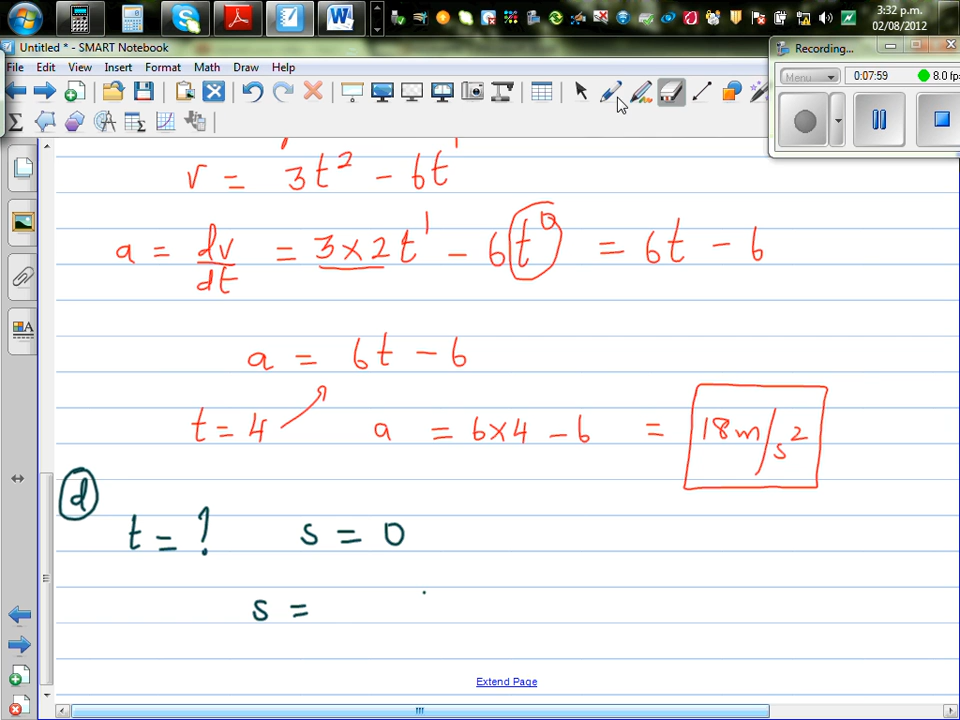 3:32 p.m.
02/08/2012
Untitled * - SMART Notebook
Recording...
File Edit View Insert Format Math Draw Help
Menu 0:07:59 8.0 fp
v = 3t² - 6t¹
a = dv/dt = 3×2t¹ - 6t⁰ = 6t - 6
a = 6t - 6
t = 4 a = 6×4 - 6 = 18m/s²
d
t = ? s = 0
s =
Extend Page